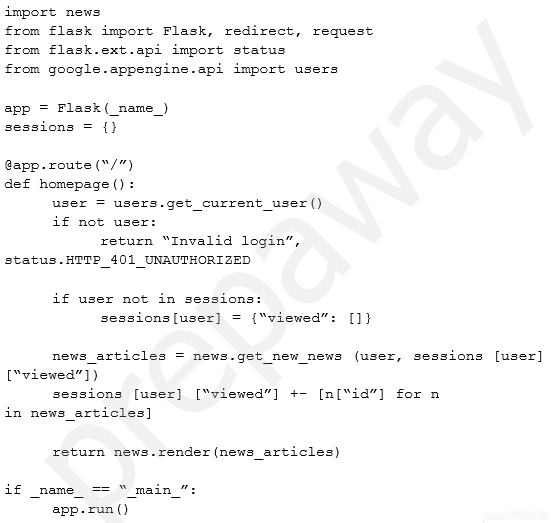 import news
from flask import Flask, redirect, request
from flask.ext.api import status
from google.appengine.api import users
app = Flask(_name_)
sessions = {}
@app.route(“/”)
def homepage():
user = users.get_current_user()
if not user:
return “Invalid login”,
status.HTTP_401_UNAUTHORIZED
if user not in sessions:
sessions[user] = {“viewed”: []}
news_articles = news.get_new_news (user, sessions [user]
[“viewed”])
sessions [user] [“viewed”] +- [n[“id”] for n
in news_articles]
return news.render(news_articles)
if _name_ == “_main_”:
app.run()
prepaway